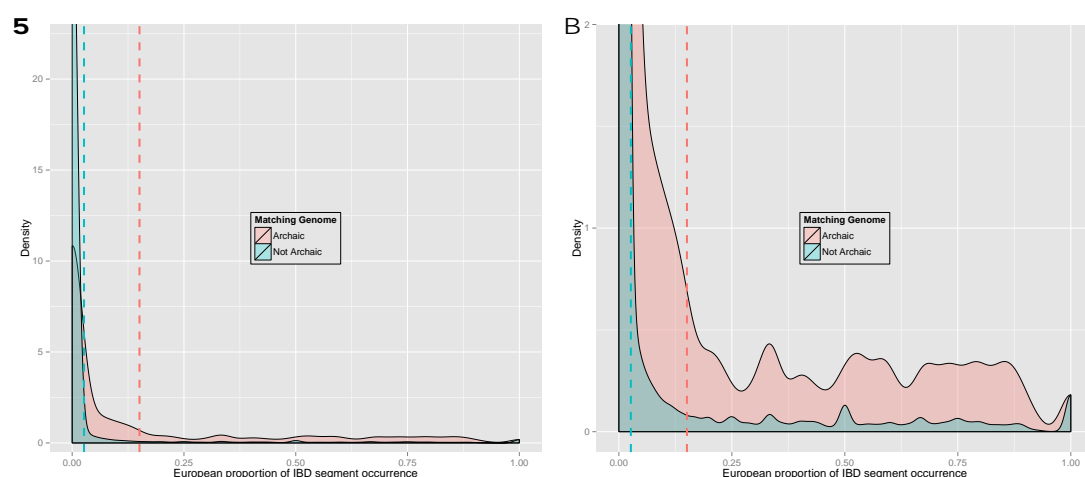 5
20
15
10
5
0
Density
Matching Genome
Archaic
Not Archaic
0.00 0.25 0.50 0.75 1.00
European proportion of IBD segment occurrence
B
2
1
0
Density
Matching Genome
Archaic
Not Archaic
0.00 0.25 0.50 0.75 1.00
European proportion of IBD segment occurrence